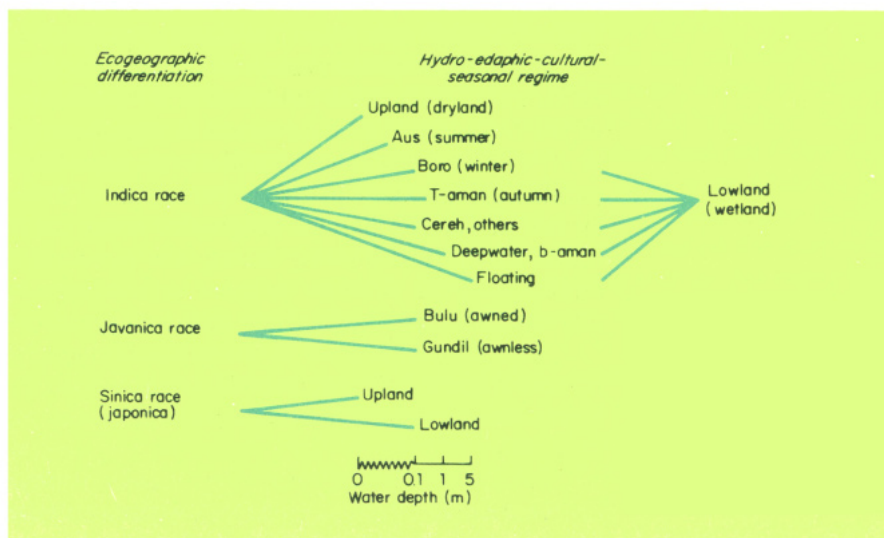 Ecogeographic
differentiation
Hydro-edaphic-cultural-
seasonal regime
Upland (dryland)
Aus (summer)
Boro (winter)
Indica race
T-aman (autumn)
Lowland
(wetland)
Cereh, others
Deepwater, b-aman
Floating
Javanica race
Bulu (awned)
Gundil (awnless)
Sinica race
(japonica)
Upland
Lowland
0 0.1 1 5
Water depth (m)